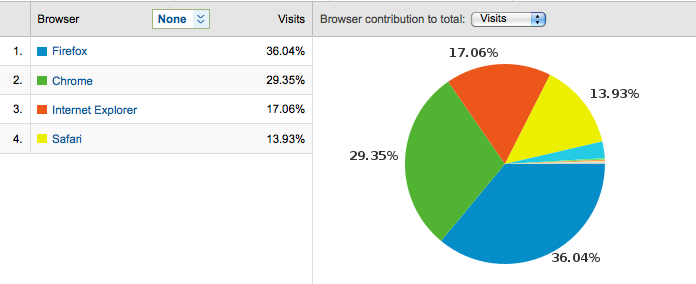 Browser None Visits
1. Firefox 36.04%
2. Chrome 29.35%
3. Internet Explorer 17.06%
4. Safari 13.93%
Browser contribution to total: Visits
17.06%
13.93%
29.35%
36.04%